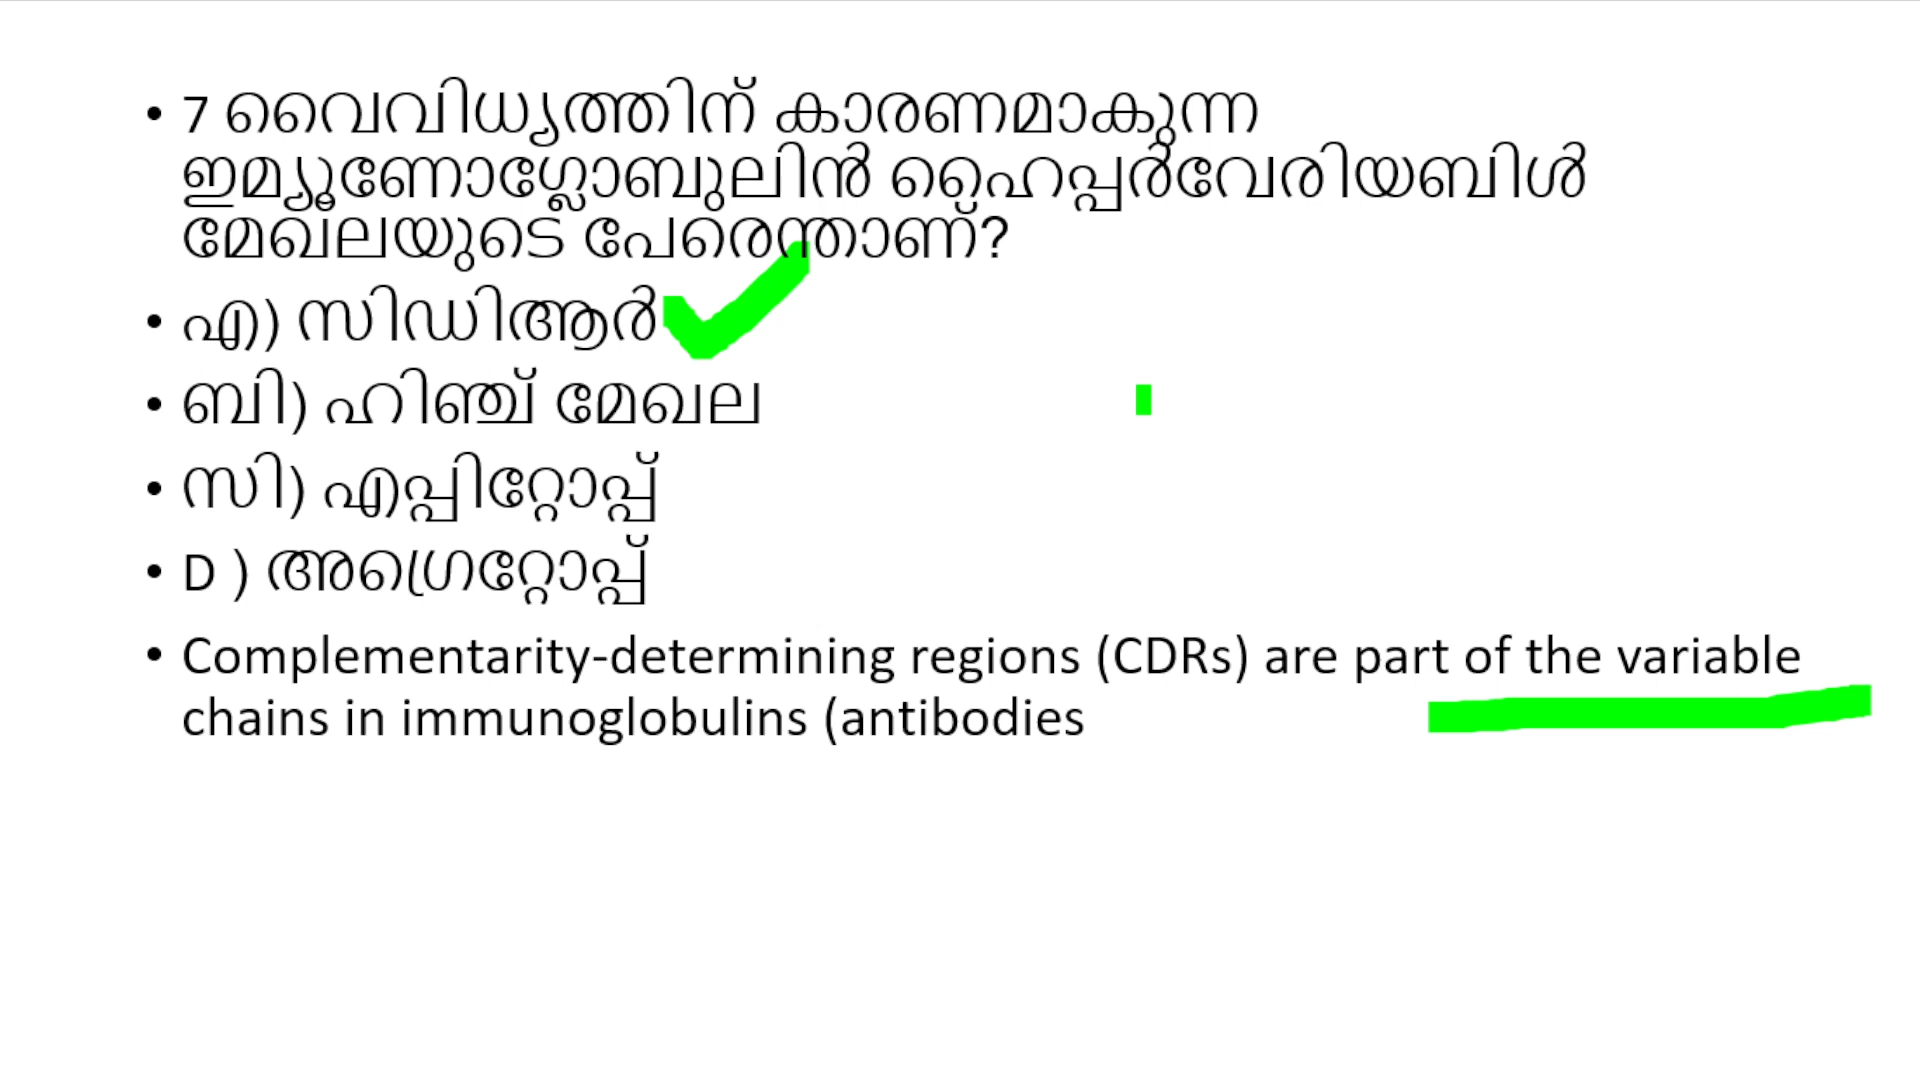 • 7 വൈവിധ്യത്തിന് കാരണമാകുന്ന
ഇമ്യൂണോഗ്ലോബുലിൻ ഹൈപ്പർവേരിയബിൾ
മേഖലയുടെ പേരെന്താണ്?
• എ) സിഡിആർ
• ബി) ഹിഞ്ച് മേഖല
• സി) എപ്പിറ്റോപ്പ്
• D ) അഗ്രെറ്റോപ്പ്
• Complementarity-determining regions (CDRs) are part of the variable
chains in immunoglobulins (antibodies